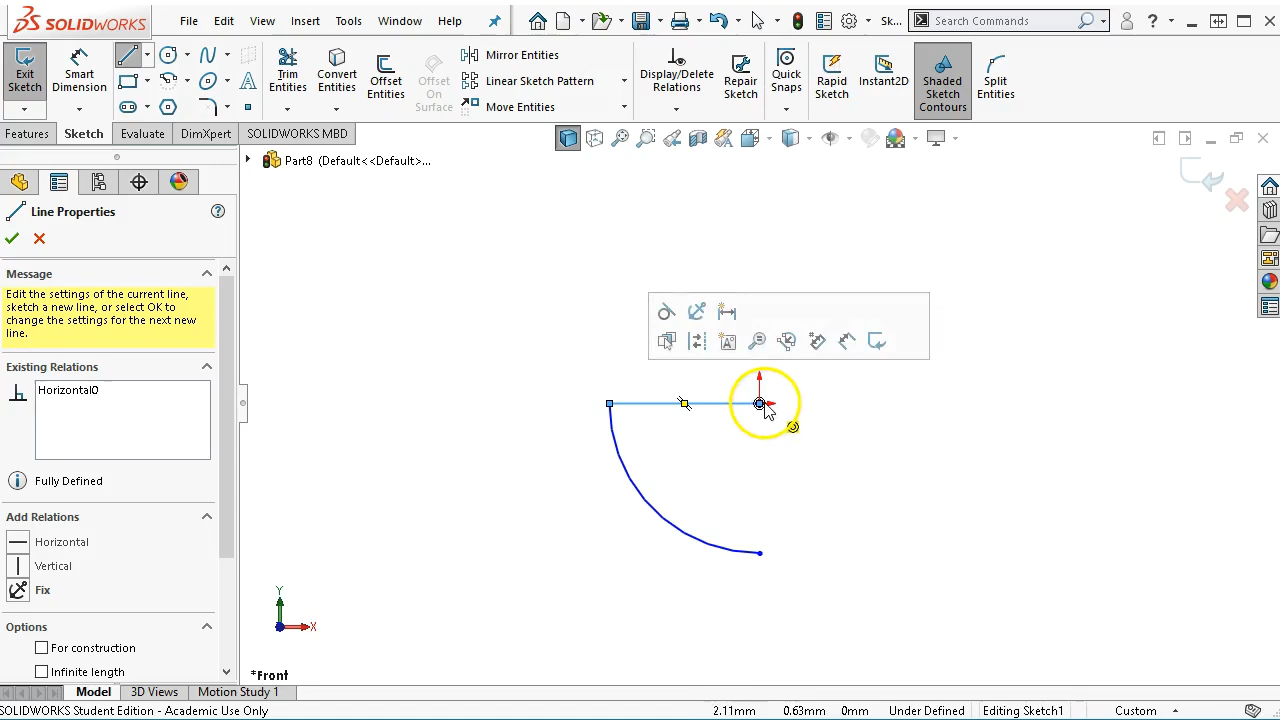 SOLIDWORKS
File Edit View Insert Tools Window Help
Sk...
Search Commands
Exit Sketch
Smart Dimension
Trim Entities
Convert Entities
Offset Entities
Offset On Surface
Mirror Entities
Linear Sketch Pattern
Move Entities
Display/Delete Relations
Repair Sketch
Quick Snaps
Rapid Sketch
Instant2D
Shaded Sketch Contours
Split Entities
Features Sketch Evaluate DimXpert SOLIDWORKS MBD
Part8 (Default<<Default>...
Line Properties
Message
Edit the settings of the current line,
sketch a new line, or select OK to
change the settings for the next new
line.
Existing Relations
Horizontal0
Fully Defined
Add Relations
Horizontal
Vertical
Fix
Options
For construction
Infinite length
Y
X
*Front
Model 3D Views Motion Study 1
SOLIDWORKS Student Edition - Academic Use Only
2.11mm 0.63mm 0mm Under Defined Editing Sketch1 Custom